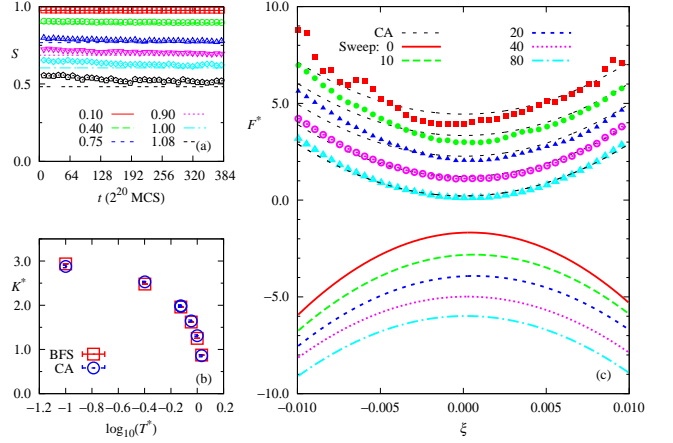 1.0
0.5
0.0
S
0.10
0.40
0.75
0.90
1.00
1.08
(a)
0 64 128 192 256 320 384
t (2^20 MCS)
3.0
2.0
1.0
0.0
K*
BFS
CA
(b)
−1.2 −1 −0.8 −0.6 −0.4 −0.2 0 0.2
log10(T*)
10.0
5.0
0.0
−5.0
−10.0
F*
CA
Sweep: 0
10
20
40
80
(c)
−0.010 −0.005 0.000 0.005 0.010
ξ